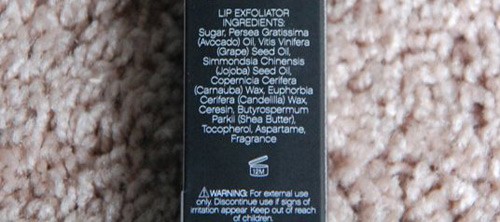 LIP EXFOLIATOR
INGREDIENTS:
Sugar, Persea Gratissima
(Avocado) Oil, Vitis Vinifera
(Grape) Seed Oil,
Simmondsia Chinensis
(Jojoba) Seed Oil,
Copernicia Cerifera
(Carnauba) Wax, Euphorbia
Cerifera (Candelilla) Wax,
Ceresin, Butyrospermum
Parkii (Shea Butter),
Tocopherol, Aspartame,
Fragrance
12M
WARNING: For external use
only. Discontinue use if signs of
irritation appear. Keep out of reach
of children.